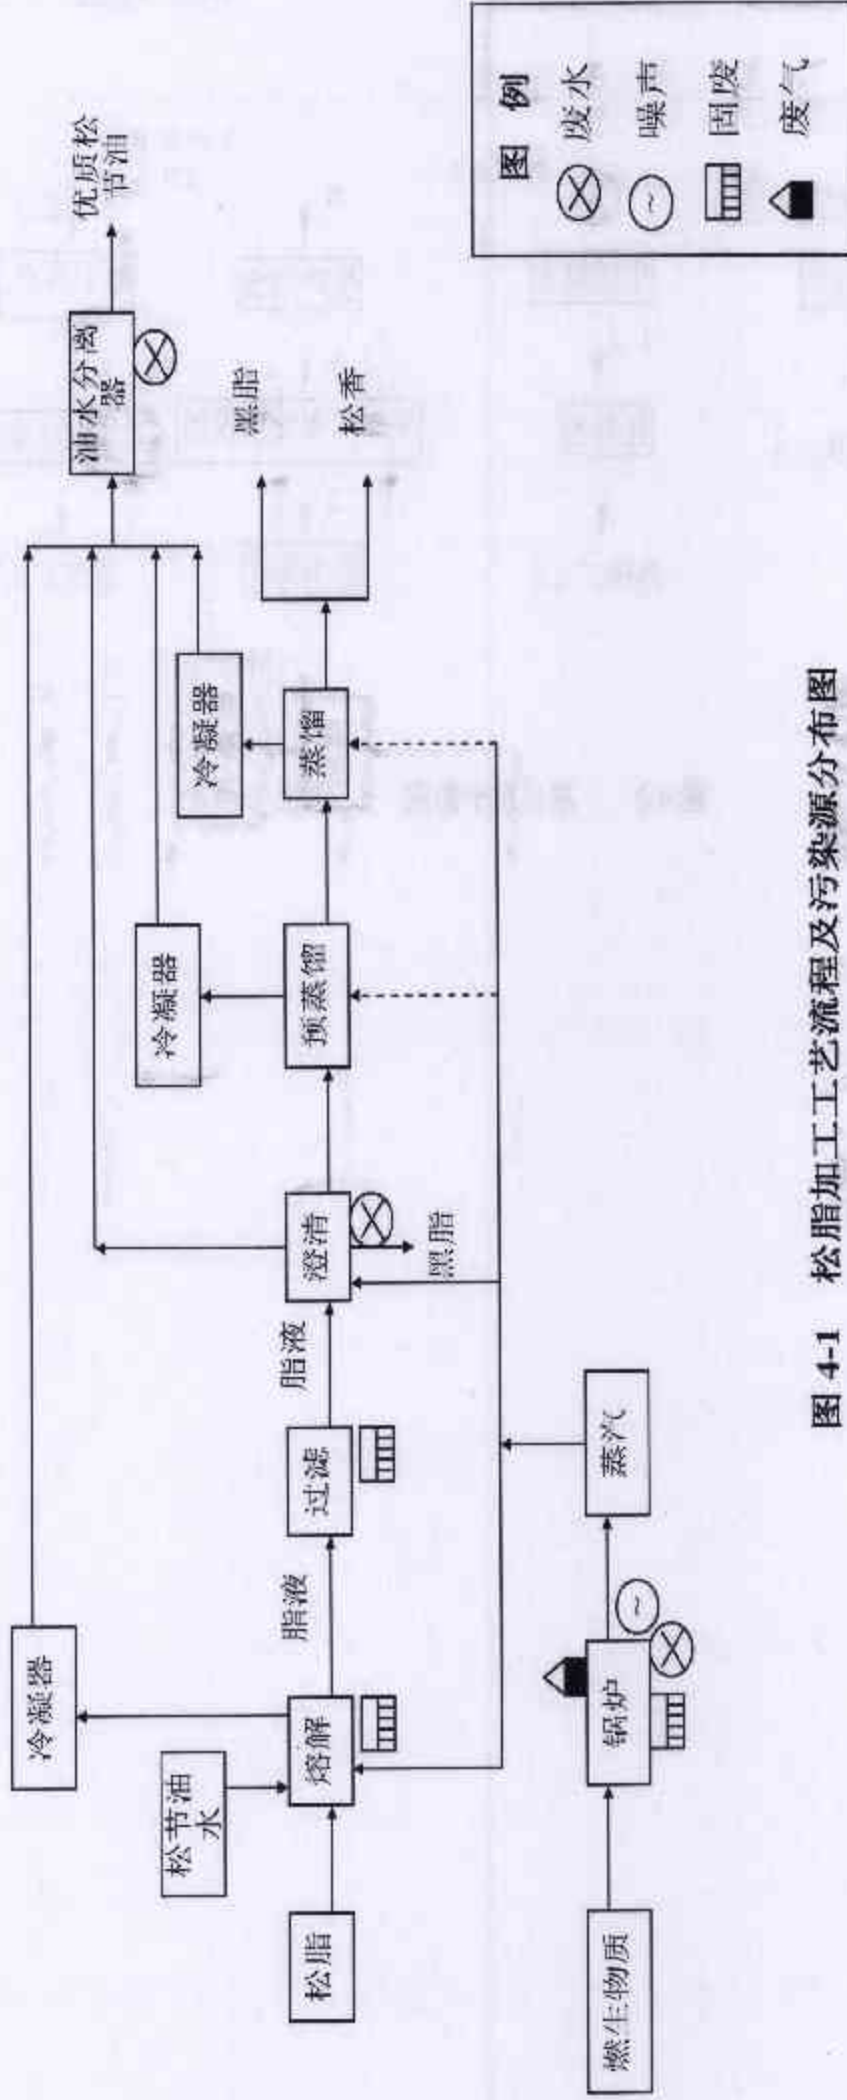 冷凝器
优质松
节油
油水分离
器
松节油
水
冷凝器
冷凝器
黑脂
松香
松脂
熔解
脂液
过滤
脂液
澄清
预蒸馏
蒸馏
黑脂
燃生物质
锅炉
蒸汽
图 例
废水
噪声
固废
废气
图 4-1 松脂加工工艺流程及污染源分布图